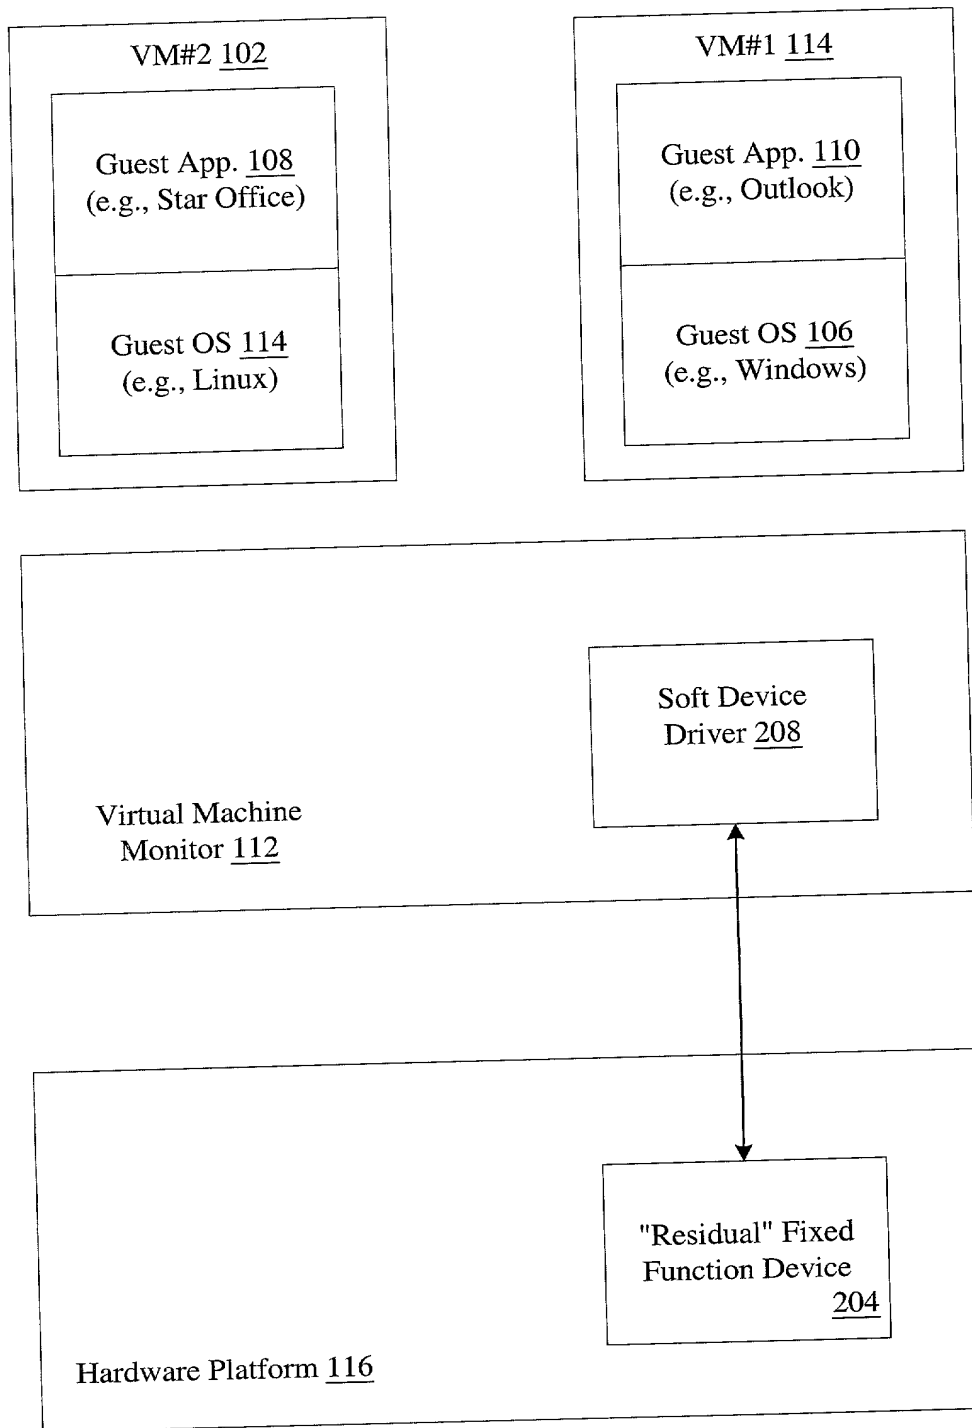 VM#2 102
Guest App. 108
(e.g., Star Office)
Guest OS 114
(e.g., Linux)
VM#1 114
Guest App. 110
(e.g., Outlook)
Guest OS 106
(e.g., Windows)
Soft Device
Driver 208
Virtual Machine
Monitor 112
"Residual" Fixed
Function Device
204
Hardware Platform 116